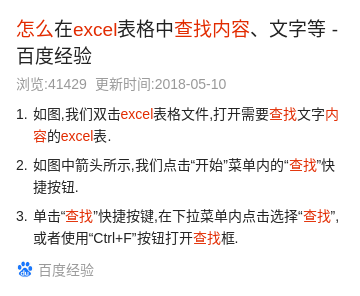 怎么在excel表格中查找内容、文字等 -
百度经验
浏览:41429 更新时间:2018-05-10
1. 如图,我们双击excel表格文件,打开需要查找文字内
容的excel表.
2. 如图中箭头所示,我们点击“开始”菜单内的“查找”快
捷按钮.
3. 单击“查找”快捷按键,在下拉菜单内点击选择“查找”,
或者使用“Ctrl+F”按钮打开查找框.
百度经验